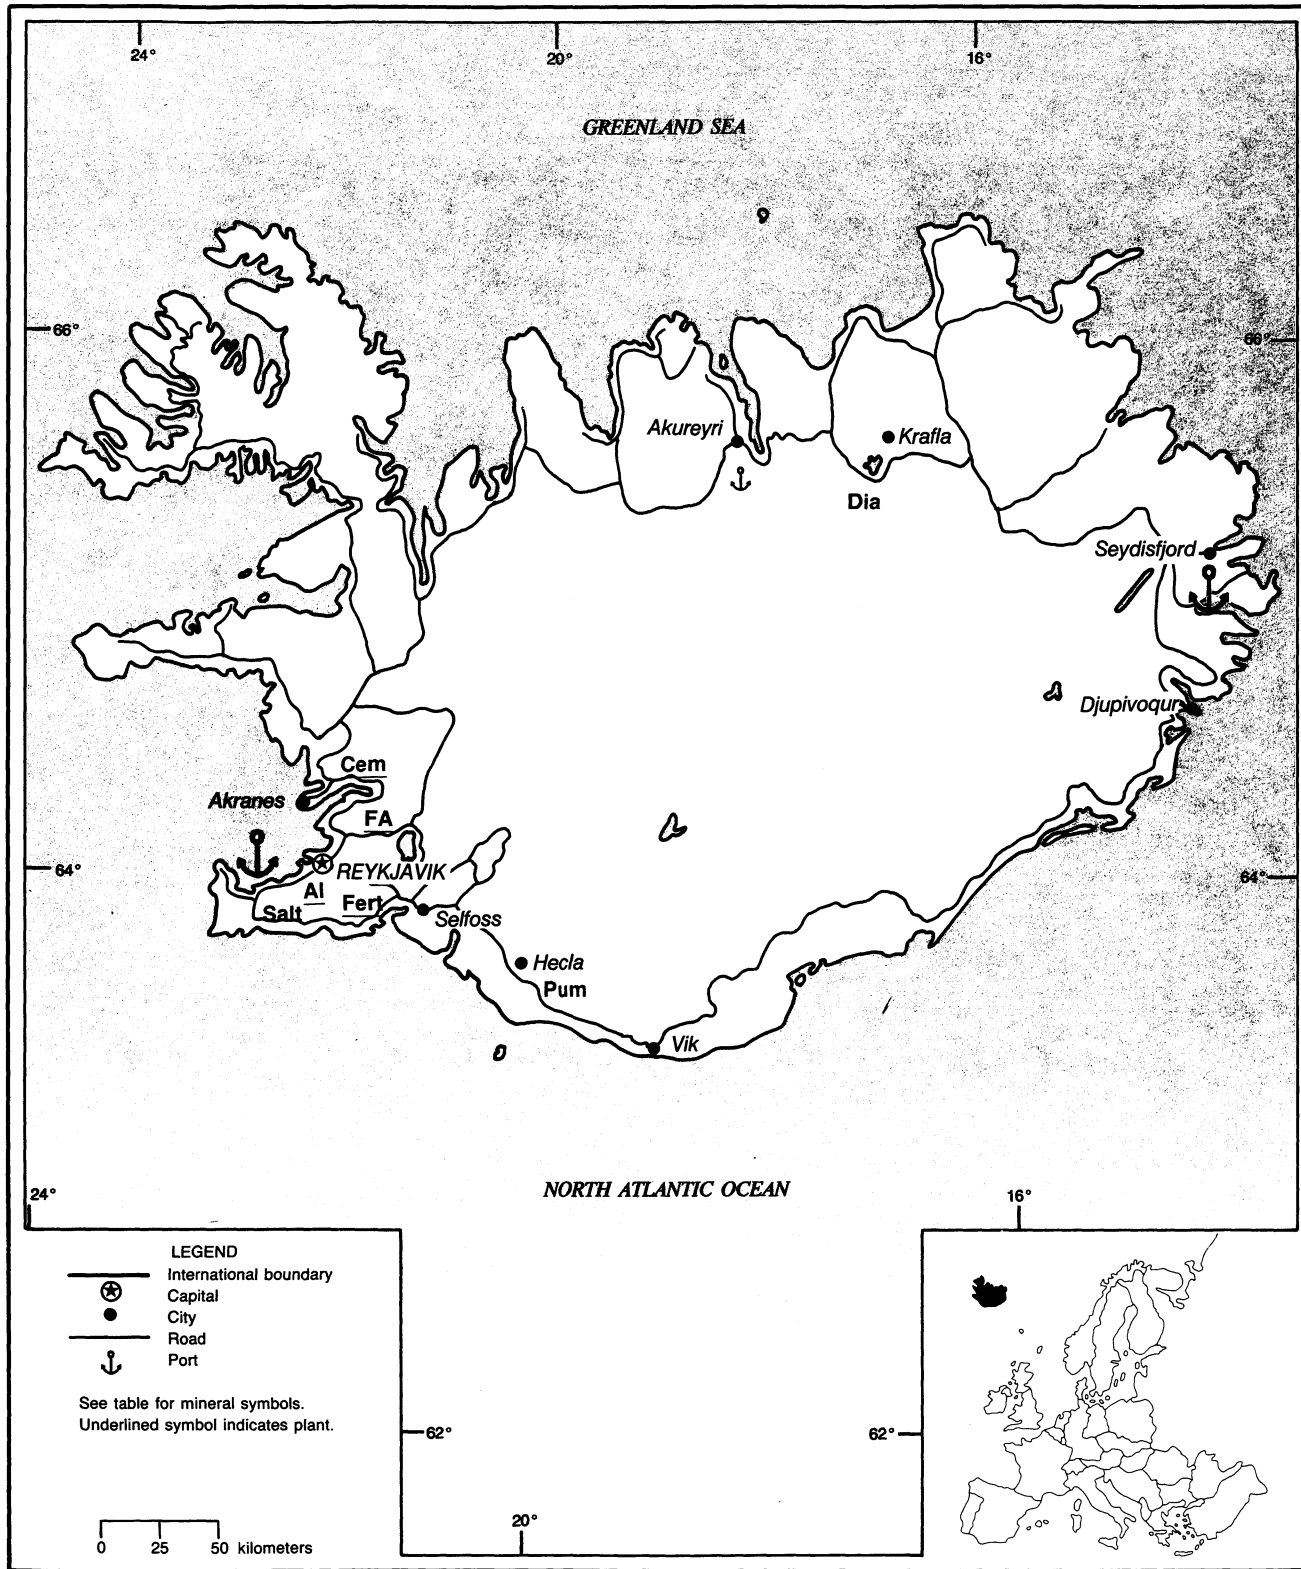 24°
20°
16°
GREENLAND SEA
66°
66°
Akureyri
Krafla
Dia
Seydisfjord
Djupivoqur
Cem
Akranes
FA
64°
REYKJAVIK
64°
Al
Salt
Fert
Selfoss
Hecla
Pum
Vik
NORTH ATLANTIC OCEAN
24°
16°
LEGEND
International boundary
Capital
City
Road
Port
See table for mineral symbols.
Underlined symbol indicates plant.
62°
62°
20°
0 25 50 kilometers